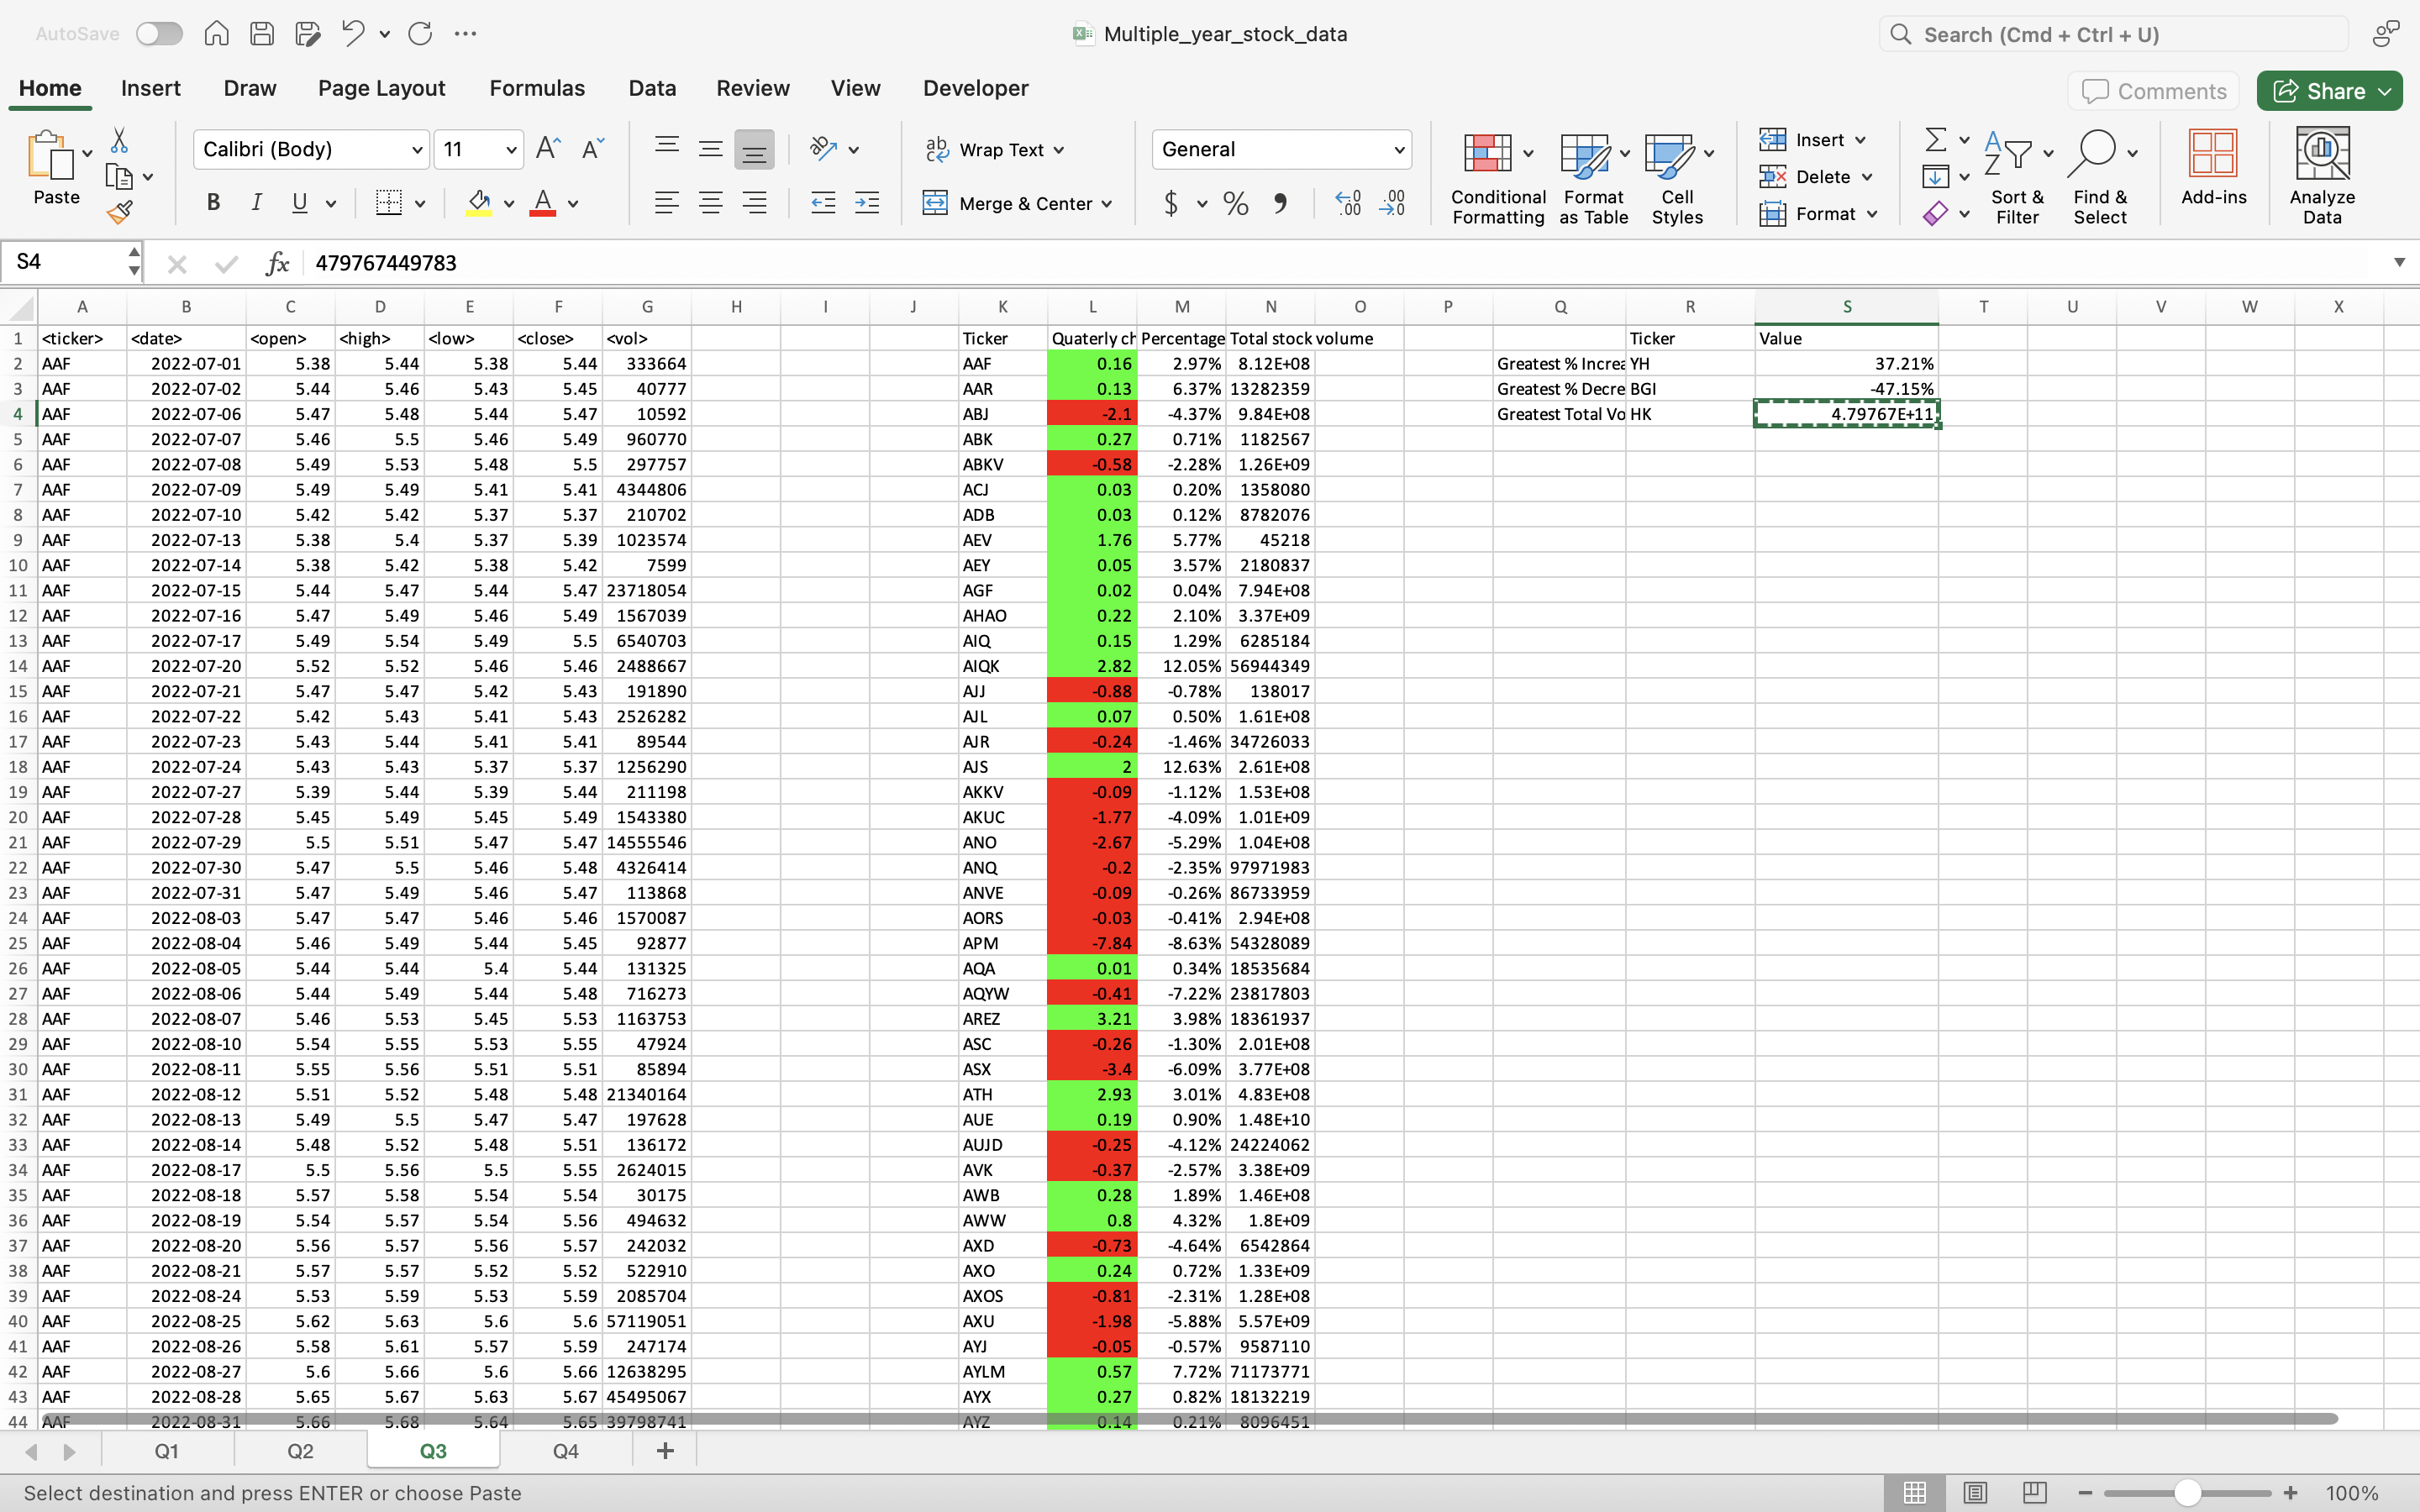 AutoSave
Multiple_year_stock_data
Search (Cmd + Ctrl + U)
Home Insert Draw Page Layout Formulas Data Review View Developer
Comments Share
Paste
Calibri (Body) 11
Wrap Text
Merge & Center
General
Conditional Formatting
Format as Table
Cell Styles
Insert
Delete
Format
Sort & Filter
Find & Select
Add-ins
Analyze Data
S4 fx 479767449783
A B C D E F G H I J K L M N O P Q R S T U V W X
1 <ticker> <date> <open> <high> <low> <close> <vol> Ticker Quaterly ch Percentage Total stock volume Ticker Value
2 AAF 2022-07-01 5.38 5.44 5.38 5.44 333664 AAF 0.16 2.97% 8.12E+08 Greatest % Increa YH 37.21%
3 AAF 2022-07-02 5.44 5.46 5.43 5.45 40777 AAR 0.13 6.37% 13282359 Greatest % Decre BGI -47.15%
4 AAF 2022-07-06 5.47 5.48 5.44 5.47 10592 ABJ -2.1 -4.37% 9.84E+08 Greatest Total Vo HK 4.79767E+11
5 AAF 2022-07-07 5.46 5.5 5.46 5.49 960770 ABK 0.27 0.71% 1182567
6 AAF 2022-07-08 5.49 5.53 5.48 5.5 297757 ABKV -0.58 -2.28% 1.26E+09
7 AAF 2022-07-09 5.49 5.49 5.41 5.41 4344806 ACJ 0.03 0.20% 1358080
8 AAF 2022-07-10 5.42 5.42 5.37 5.37 210702 ADB 0.03 0.12% 8782076
9 AAF 2022-07-13 5.38 5.4 5.37 5.39 1023574 AEV 1.76 5.77% 45218
10 AAF 2022-07-14 5.38 5.42 5.38 5.42 7599 AEY 0.05 3.57% 2180837
11 AAF 2022-07-15 5.44 5.47 5.44 5.47 23718054 AGF 0.02 0.04% 7.94E+08
12 AAF 2022-07-16 5.47 5.49 5.46 5.49 1567039 AHAO 0.22 2.10% 3.37E+09
13 AAF 2022-07-17 5.49 5.54 5.49 5.5 6540703 AIQ 0.15 1.29% 6285184
14 AAF 2022-07-20 5.52 5.52 5.46 5.46 2488667 AIQK 2.82 12.05% 56944349
15 AAF 2022-07-21 5.47 5.47 5.42 5.43 191890 AJJ -0.88 -0.78% 138017
16 AAF 2022-07-22 5.42 5.43 5.41 5.43 2526282 AJL 0.07 0.50% 1.61E+08
17 AAF 2022-07-23 5.43 5.44 5.41 5.41 89544 AJR -0.24 -1.46% 34726033
18 AAF 2022-07-24 5.43 5.43 5.37 5.37 1256290 AJS 2 12.63% 2.61E+08
19 AAF 2022-07-27 5.39 5.44 5.39 5.44 211198 AKKV -0.09 -1.12% 1.53E+08
20 AAF 2022-07-28 5.45 5.49 5.45 5.49 1543380 AKUC -1.77 -4.09% 1.01E+09
21 AAF 2022-07-29 5.5 5.51 5.47 5.47 14555546 ANO -2.67 -5.29% 1.04E+08
22 AAF 2022-07-30 5.47 5.5 5.46 5.48 4326414 ANQ -0.2 -2.35% 97971983
23 AAF 2022-07-31 5.47 5.49 5.46 5.47 113868 ANVE -0.09 -0.26% 86733959
24 AAF 2022-08-03 5.47 5.47 5.46 5.46 1570087 AORS -0.03 -0.41% 2.94E+08
25 AAF 2022-08-04 5.46 5.49 5.44 5.45 92877 APM -7.84 -8.63% 54328089
26 AAF 2022-08-05 5.44 5.44 5.4 5.44 131325 AQA 0.01 0.34% 18535684
27 AAF 2022-08-06 5.44 5.49 5.44 5.48 716273 AQYW -0.41 -7.22% 23817803
28 AAF 2022-08-07 5.46 5.53 5.45 5.53 1163753 AREZ 3.21 3.98% 18361937
29 AAF 2022-08-10 5.54 5.55 5.53 5.55 47924 ASC -0.26 -1.30% 2.01E+08
30 AAF 2022-08-11 5.55 5.56 5.51 5.51 85894 ASX -3.4 -6.09% 3.77E+08
31 AAF 2022-08-12 5.51 5.52 5.48 5.48 21340164 ATH 2.93 3.01% 4.83E+08
32 AAF 2022-08-13 5.49 5.5 5.47 5.47 197628 AUE 0.19 0.90% 1.48E+10
33 AAF 2022-08-14 5.48 5.52 5.48 5.51 136172 AUJD -0.25 -4.12% 24224062
34 AAF 2022-08-17 5.5 5.56 5.5 5.55 2624015 AVK -0.37 -2.57% 3.38E+09
35 AAF 2022-08-18 5.57 5.58 5.54 5.54 30175 AWB 0.28 1.89% 1.46E+08
36 AAF 2022-08-19 5.54 5.57 5.54 5.56 494632 AWW 0.8 4.32% 1.8E+09
37 AAF 2022-08-20 5.56 5.57 5.56 5.57 242032 AXD -0.73 -4.64% 6542864
38 AAF 2022-08-21 5.57 5.57 5.52 5.52 522910 AXO 0.24 0.72% 1.33E+09
39 AAF 2022-08-24 5.53 5.59 5.53 5.59 2085704 AXOS -0.81 -2.31% 1.28E+08
40 AAF 2022-08-25 5.62 5.63 5.6 5.6 57119051 AXU -1.98 -5.88% 5.57E+09
41 AAF 2022-08-26 5.58 5.61 5.57 5.59 247174 AYJ -0.05 -0.57% 9587110
42 AAF 2022-08-27 5.6 5.66 5.6 5.66 12638295 AYLM 0.57 7.72% 71173771
43 AAF 2022-08-28 5.65 5.67 5.63 5.67 45495067 AYX 0.27 0.82% 18132219
44 AAF 2022-08-31 5.66 5.68 5.64 5.65 39798741 AYZ 0.14 0.21% 8096451
Q1 Q2 Q3 Q4 +
Select destination and press ENTER or choose Paste
100%